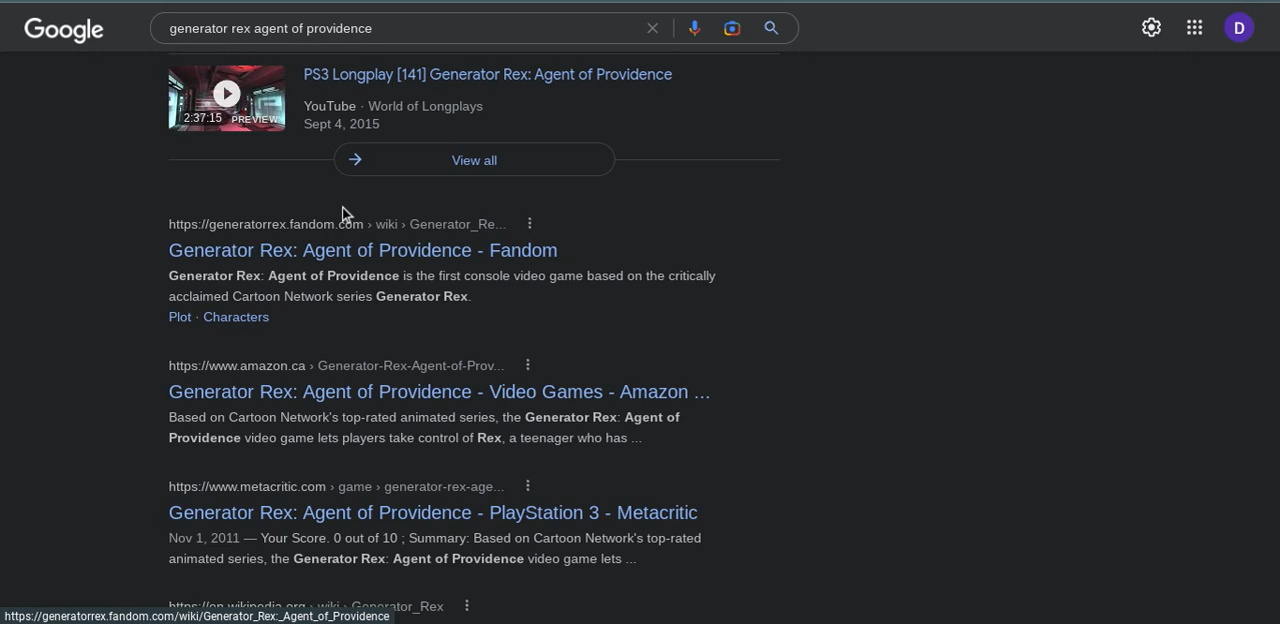 Google
generator rex agent of providence
D
PS3 Longplay [141] Generator Rex: Agent of Providence
2:37:15 PREVIEW
YouTube · World of Longplays
Sept 4, 2015
View all
https://generatorrex.fandom.com › wiki › Generator_Re...
Generator Rex: Agent of Providence - Fandom
Generator Rex: Agent of Providence is the first console video game based on the critically
acclaimed Cartoon Network series Generator Rex.
Plot · Characters
https://www.amazon.ca › Generator-Rex-Agent-of-Prov...
Generator Rex: Agent of Providence - Video Games - Amazon ...
Based on Cartoon Network's top-rated animated series, the Generator Rex: Agent of
Providence video game lets players take control of Rex, a teenager who has ...
https://www.metacritic.com › game › generator-rex-age...
Generator Rex: Agent of Providence - PlayStation 3 - Metacritic
Nov 1, 2011 — Your Score. 0 out of 10 ; Summary: Based on Cartoon Network's top-rated
animated series, the Generator Rex: Agent of Providence video game lets ...
https://en.wikipedia.org › wiki › Generator_Rex
https://generatorrex.fandom.com/wiki/Generator_Rex:_Agent_of_Providence